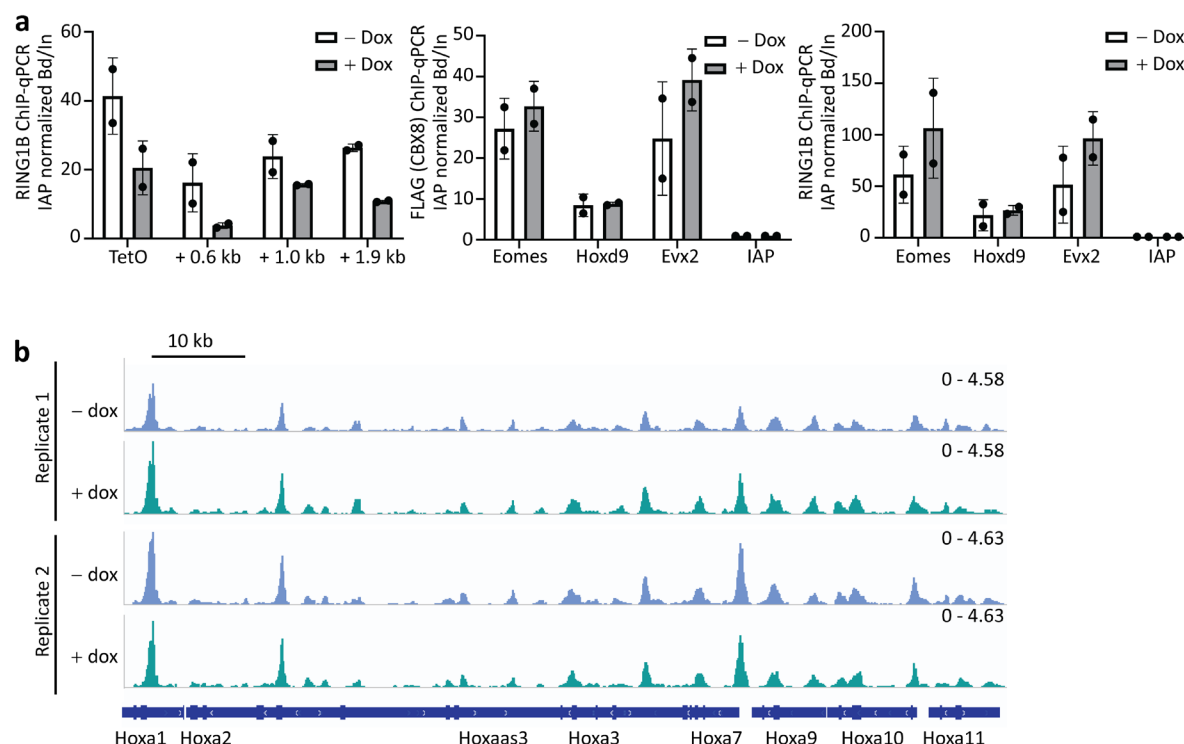 a
RING1B ChIP-qPCR
IAP normalized Bd/In
60
40
20
0
– Dox
+ Dox
TetO + 0.6 kb + 1.0 kb + 1.9 kb
FLAG (CBX8) ChIP-qPCR
IAP normalized Bd/In
50
40
30
20
10
0
– Dox
+ Dox
Eomes Hoxd9 Evx2 IAP
RING1B ChIP-qPCR
IAP normalized Bd/In
200
150
100
50
0
– Dox
+ Dox
Eomes Hoxd9 Evx2 IAP
b
10 kb
Replicate 1
– dox
0 - 4.58
+ dox
0 - 4.58
Replicate 2
– dox
0 - 4.63
+ dox
0 - 4.63
Hoxa1 Hoxa2 Hoxaas3 Hoxa3 Hoxa7 Hoxa9 Hoxa10 Hoxa11